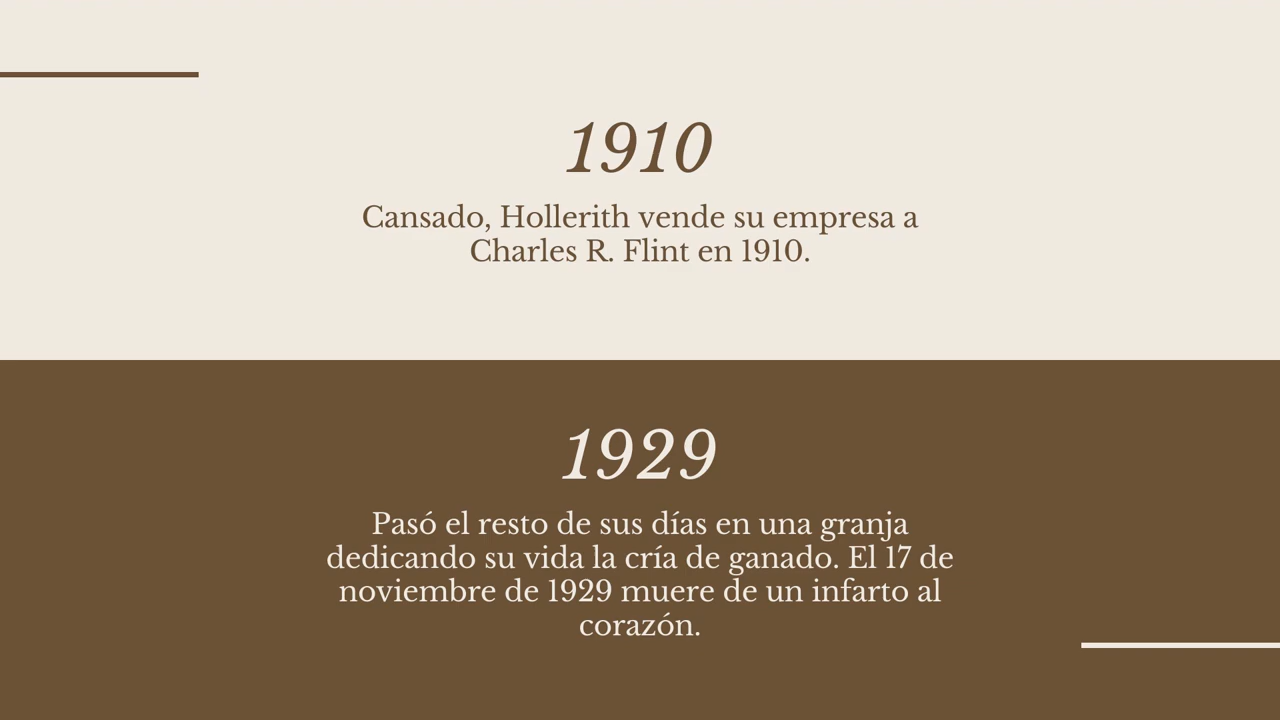 1910
Cansado, Hollerith vende su empresa a
Charles R. Flint en 1910.
1929
Pasó el resto de sus días en una granja
dedicando su vida la cría de ganado. El 17 de
noviembre de 1929 muere de un infarto al
corazón.